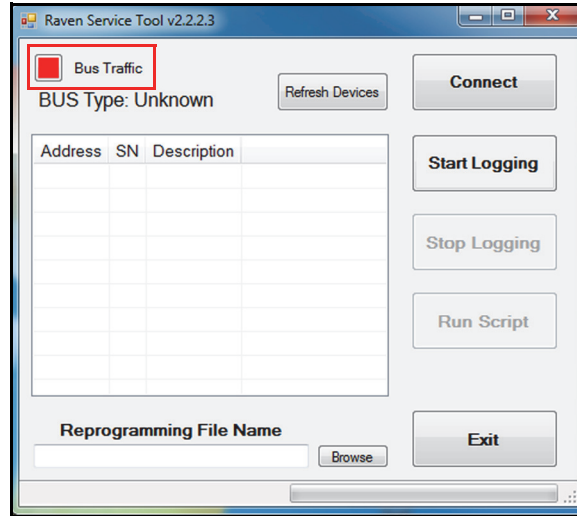 Raven Service Tool v2.2.2.3
Bus Traffic
BUS Type: Unknown
Refresh Devices
Connect
Address SN Description
Start Logging
Stop Logging
Run Script
Reprogramming File Name
Browse
Exit